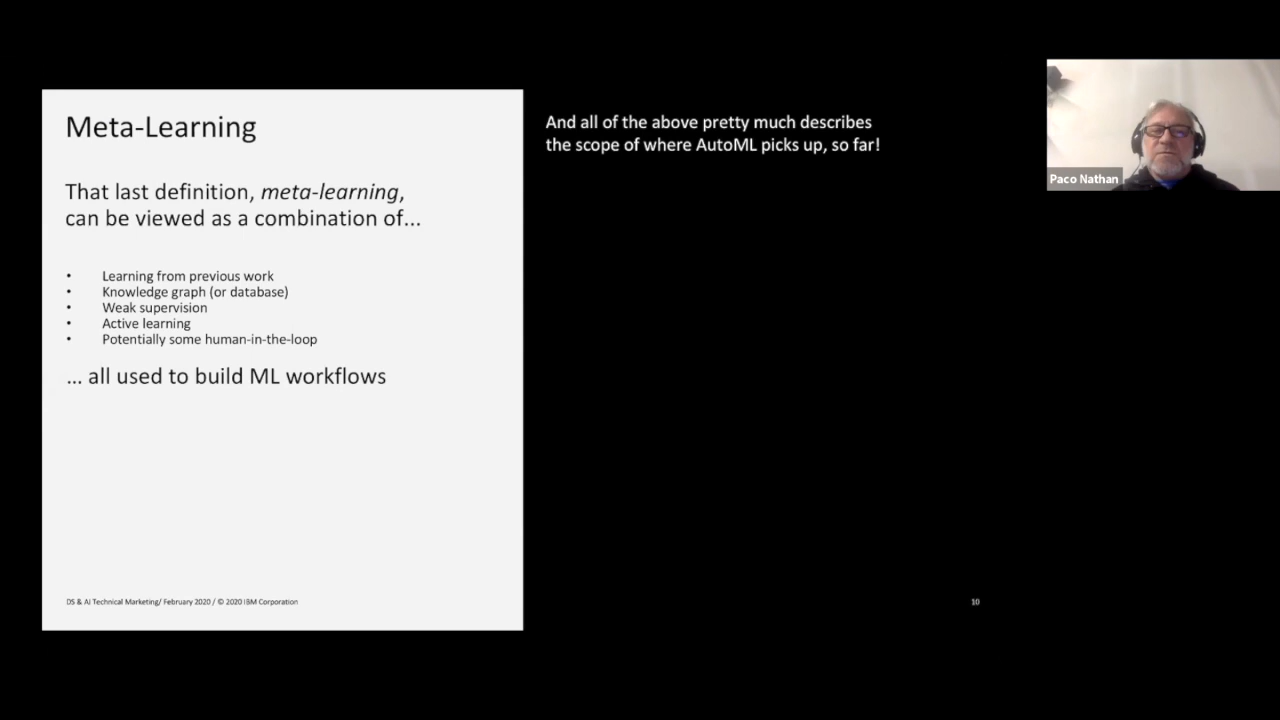 Meta-Learning
That last definition, meta-learning,
can be viewed as a combination of...
• Learning from previous work
• Knowledge graph (or database)
• Weak supervision
• Active learning
• Potentially some human-in-the-loop
... all used to build ML workflows
DS & AI Technical Marketing/ February 2020 / © 2020 IBM Corporation
And all of the above pretty much describes
the scope of where AutoML picks up, so far!
10
Paco Nathan